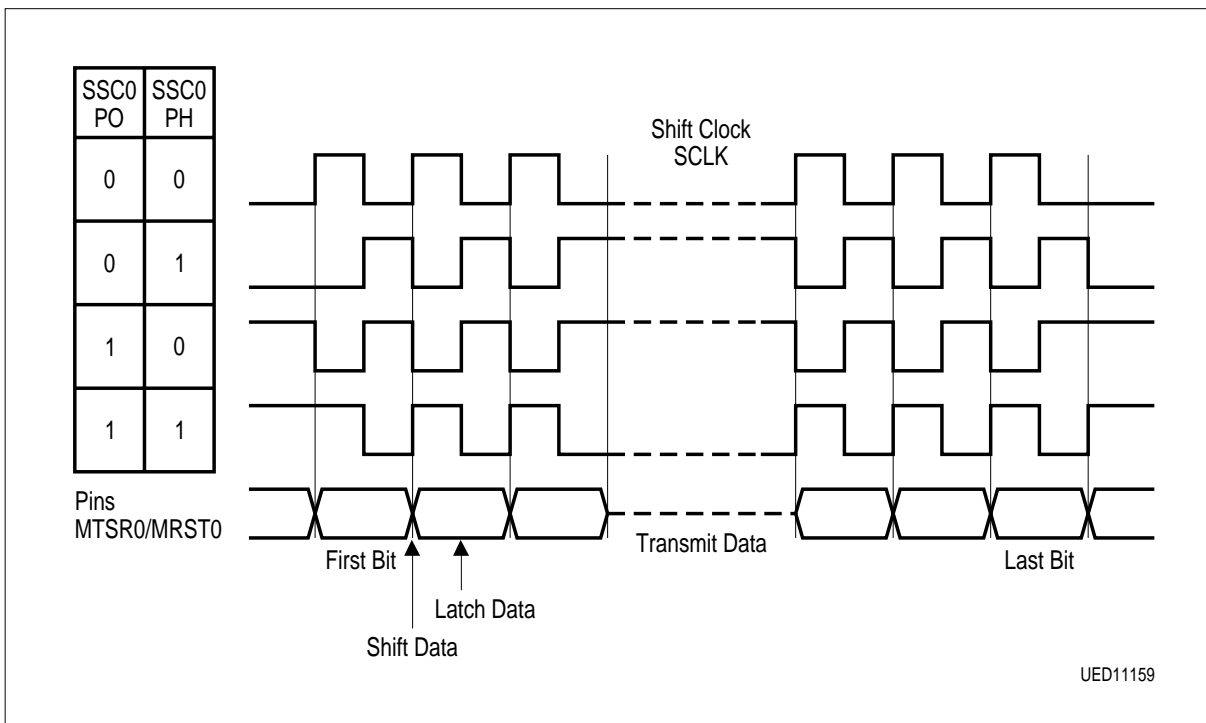 SSC0 SSC0
PO PH
0 0
0 1
1 0
1 1
Shift Clock
SCLK
Pins
MTSR0/MRST0
First Bit
Transmit Data
Last Bit
Latch Data
Shift Data
UED11159